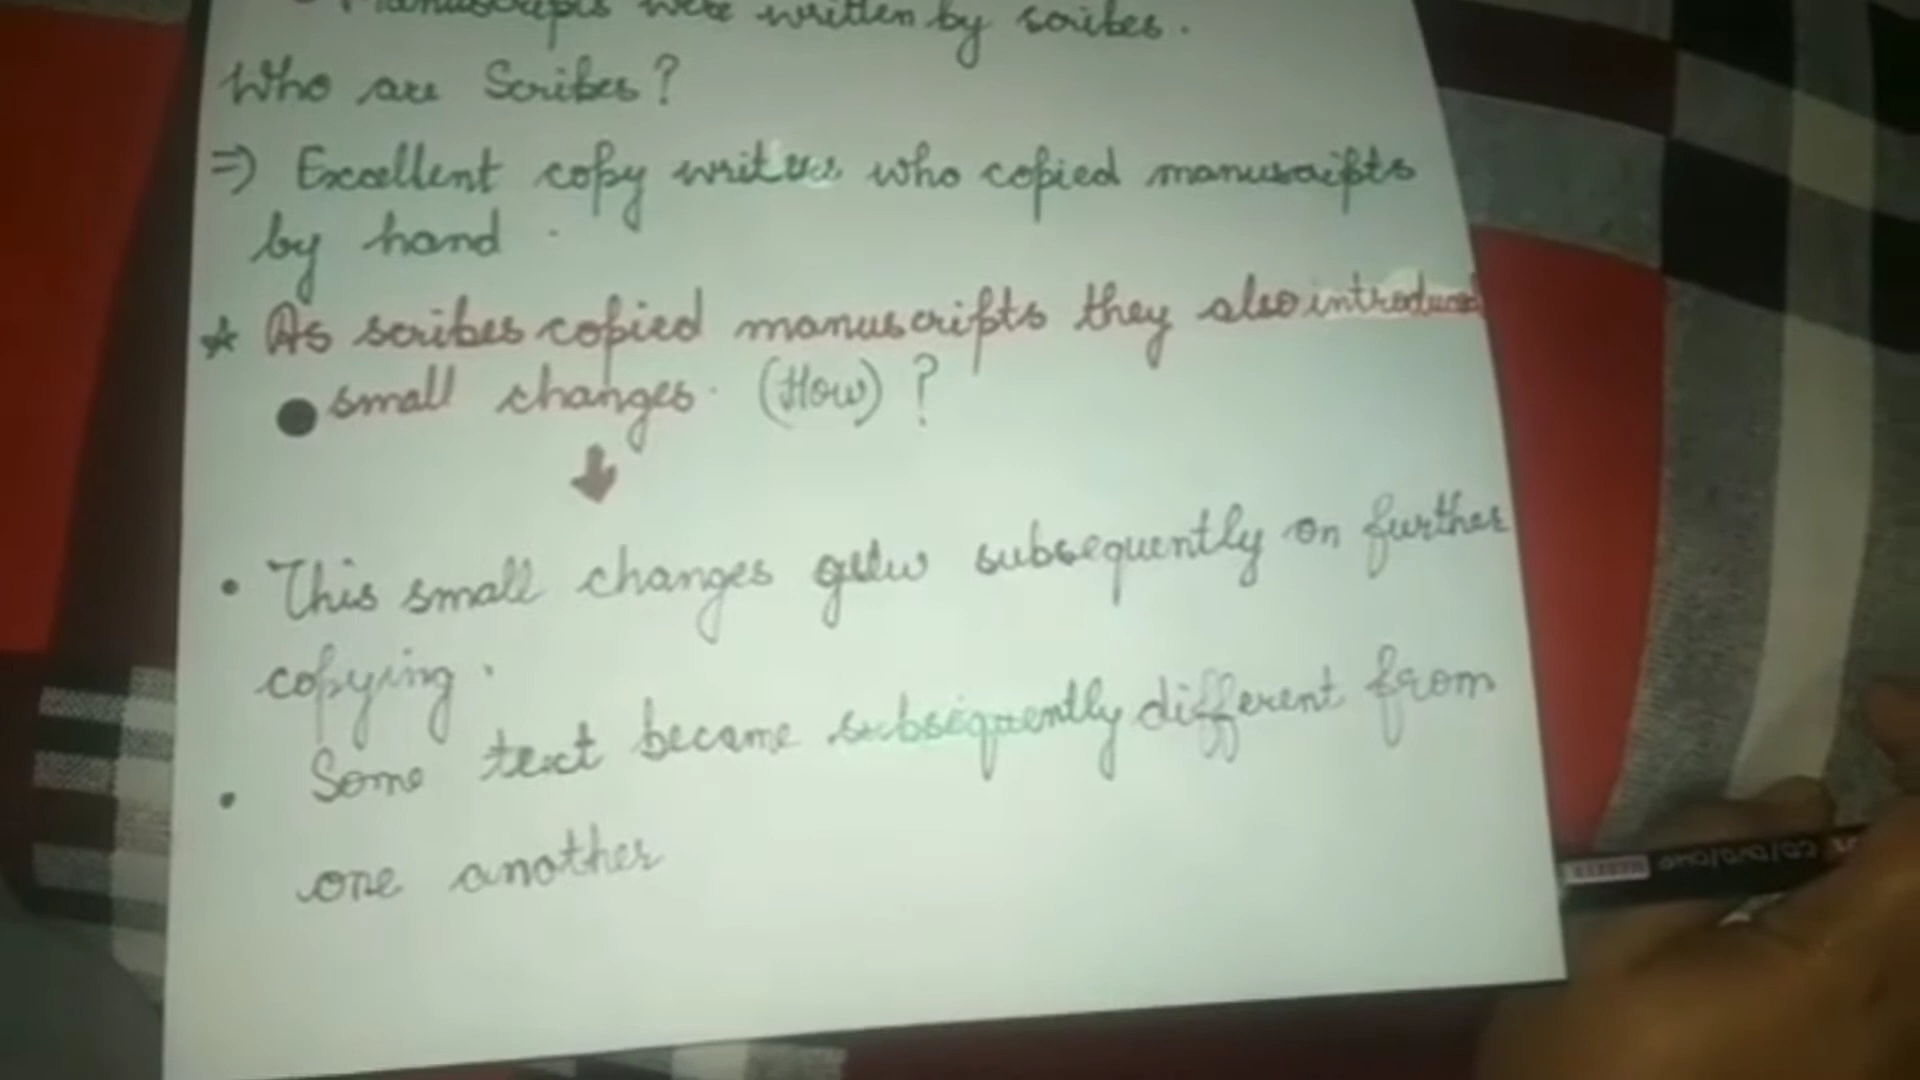 Manuscripts were written by scribes.
Who are Scribes?
=> Excellent copy writers who copied manuscripts
by hand.
* As scribes copied manuscripts they also introduced
small changes. (How)?
• This small changes grew subsequently on further
copying.
• Some text became subsequently different from
one another